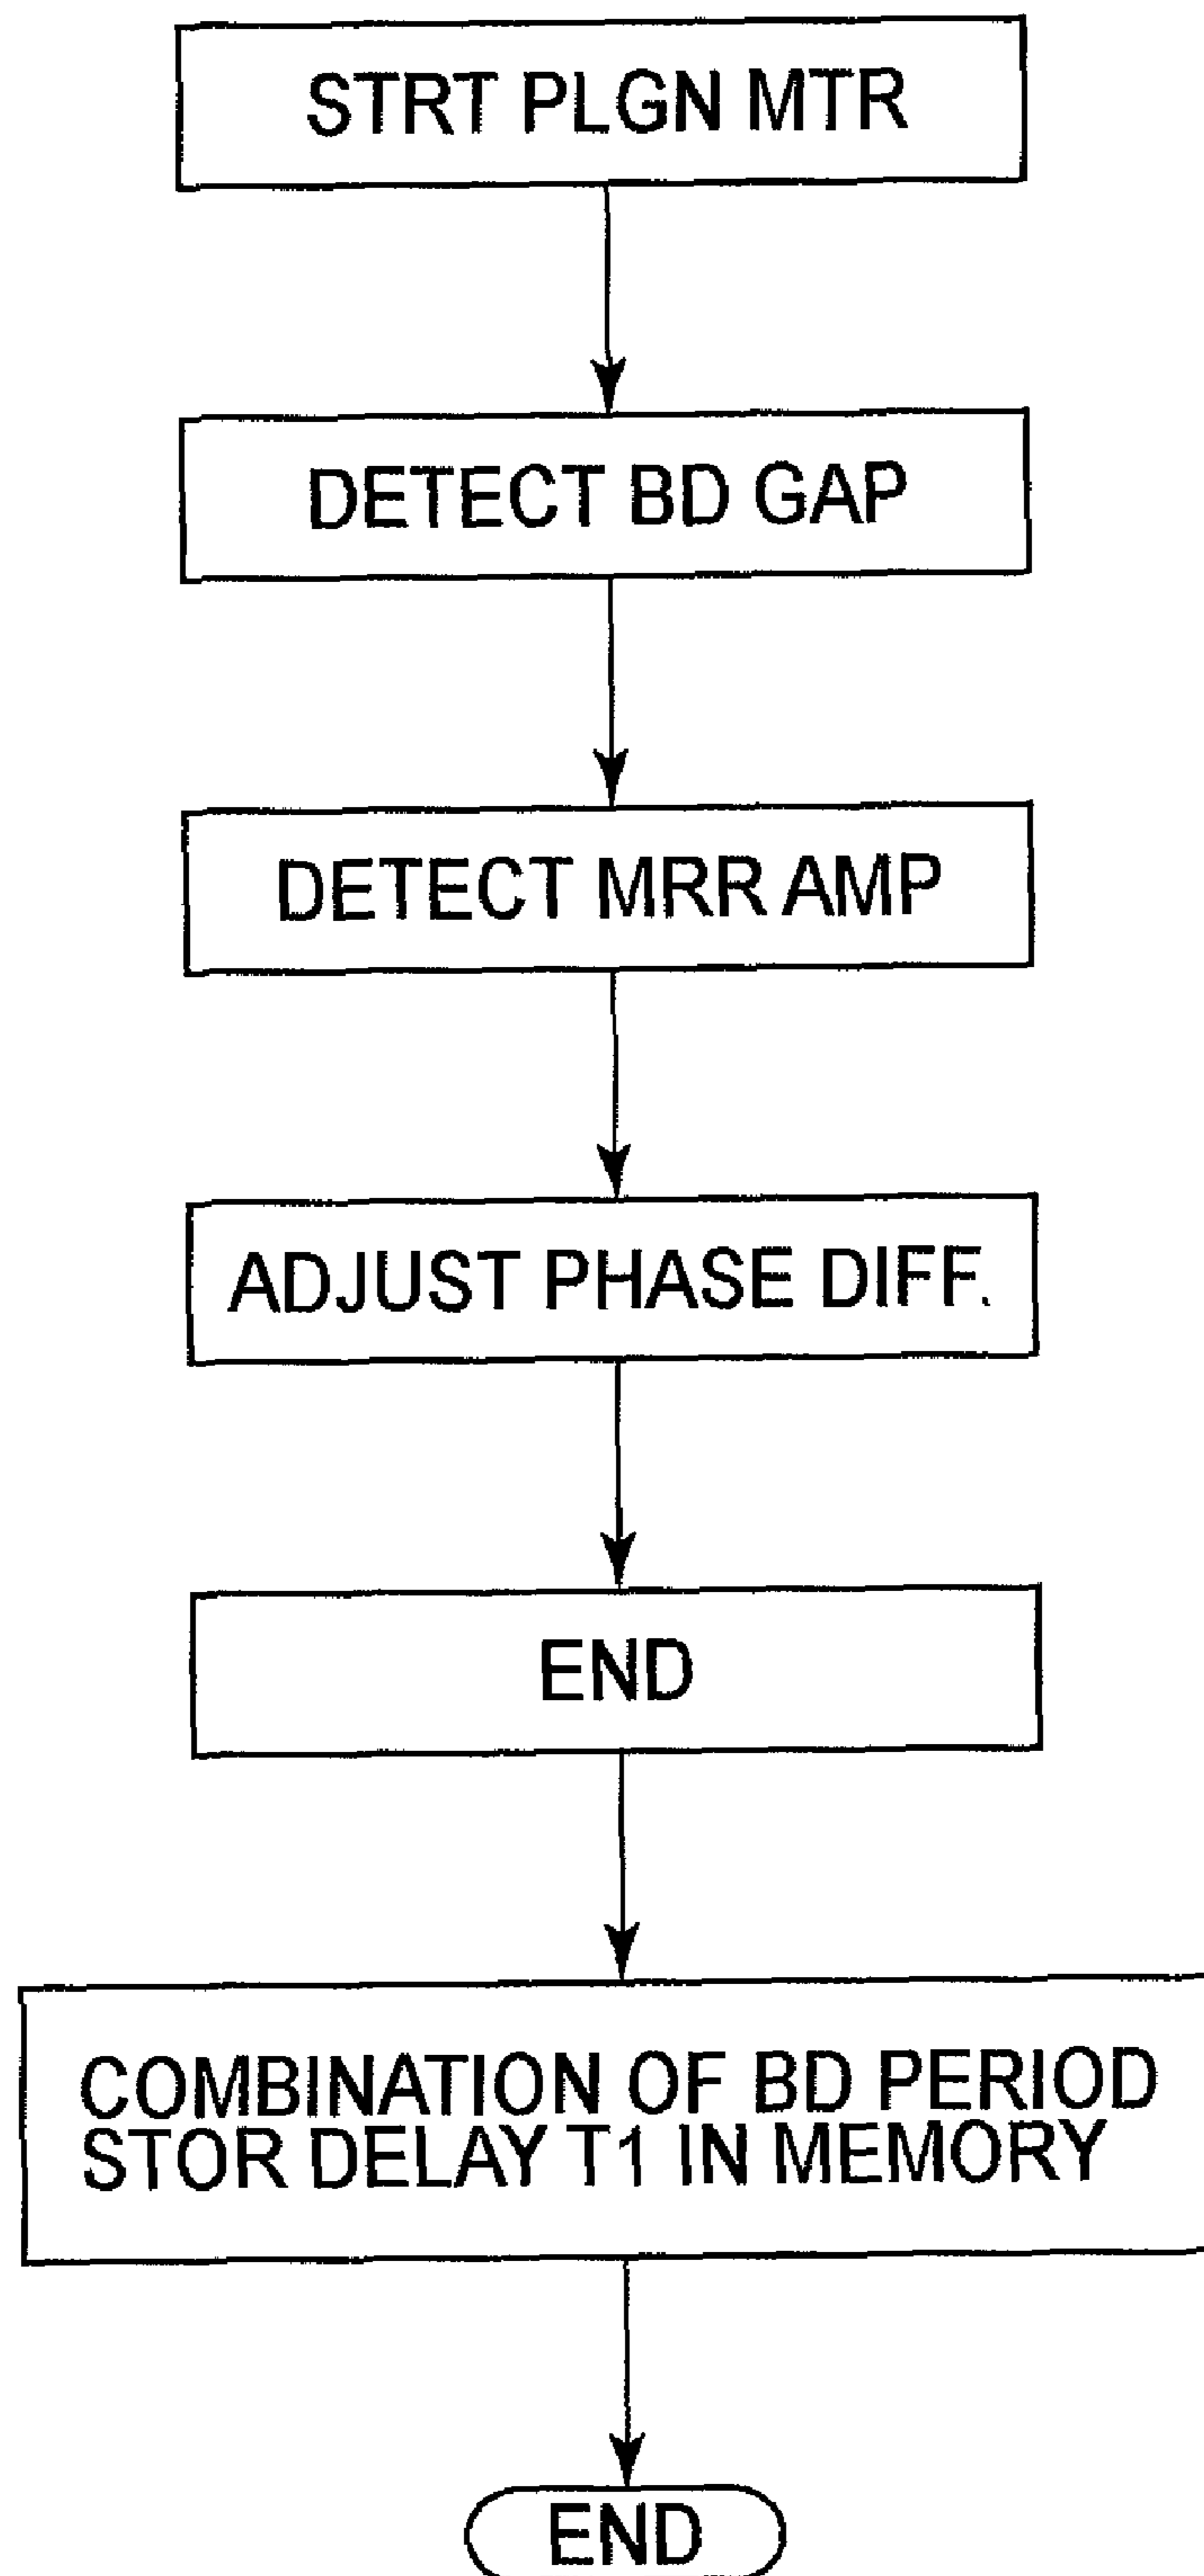 STRT PLGN MTR
DETECT BD GAP
DETECT MRR AMP
ADJUST PHASE DIFF.
END
COMBINATION OF BD PERIOD
STOR DELAY T1 IN MEMORY
END